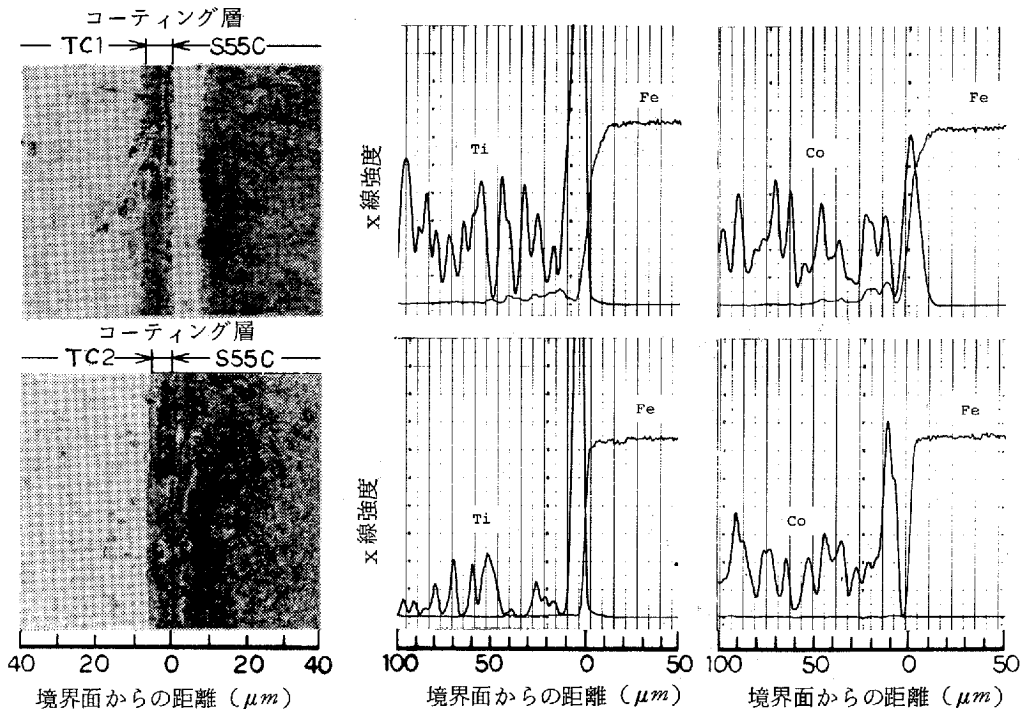 コーティング層
TC1 S55C
コーティング層
TC2 S55C
40 20 0 20 40
境界面からの距離(μm)
X線強度
Ti
Fe
Co
Fe
X線強度
Ti
Fe
100 50 0 50
境界面からの距離(μm)
Co
Fe
100 50 0 50
境界面からの距離(μm)